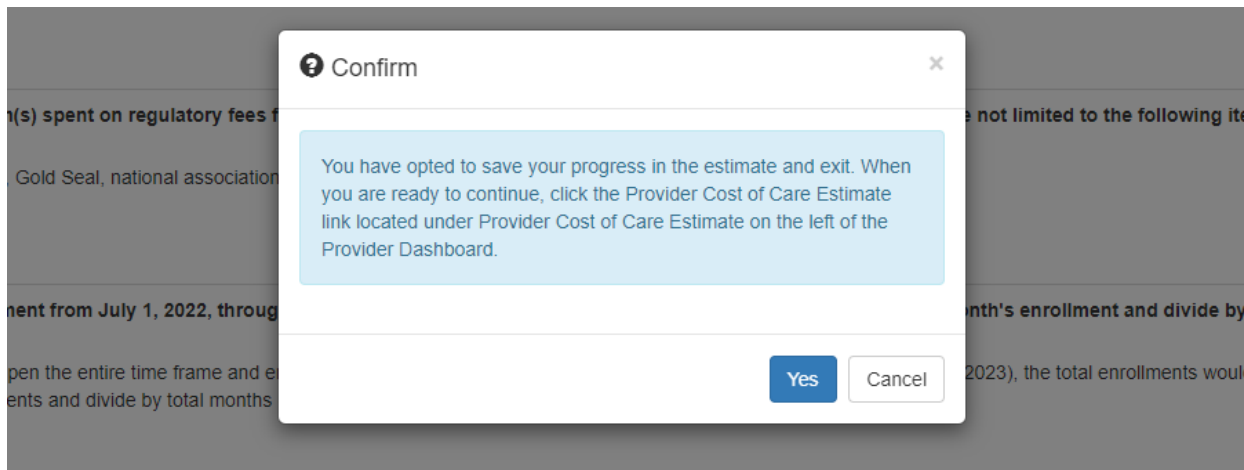 Confirm
×
n(s) spent on regulatory fees f
e not limited to the following ite
, Gold Seal, national association
You have opted to save your progress in the estimate and exit. When
you are ready to continue, click the Provider Cost of Care Estimate
link located under Provider Cost of Care Estimate on the left of the
Provider Dashboard.
ment from July 1, 2022, throug
onth's enrollment and divide by
pen the entire time frame and e
2023), the total enrollments woul
ents and divide by total months
Yes
Cancel